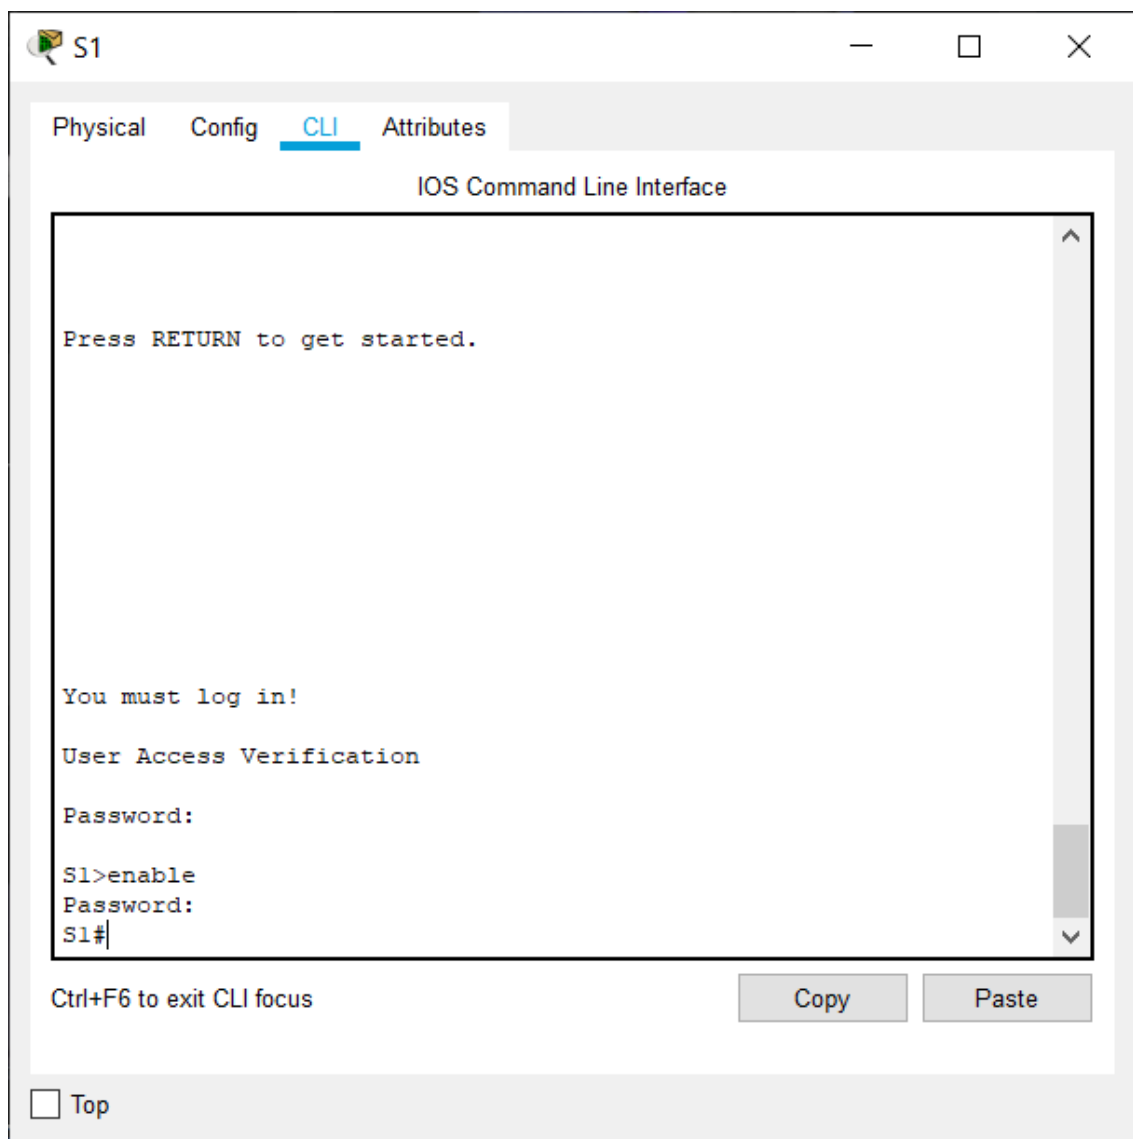 S1
Physical Config CLI Attributes
IOS Command Line Interface
Press RETURN to get started.
You must log in!
User Access Verification
Password:
S1>enable
Password:
S1#
Ctrl+F6 to exit CLI focus
Copy Paste
Top